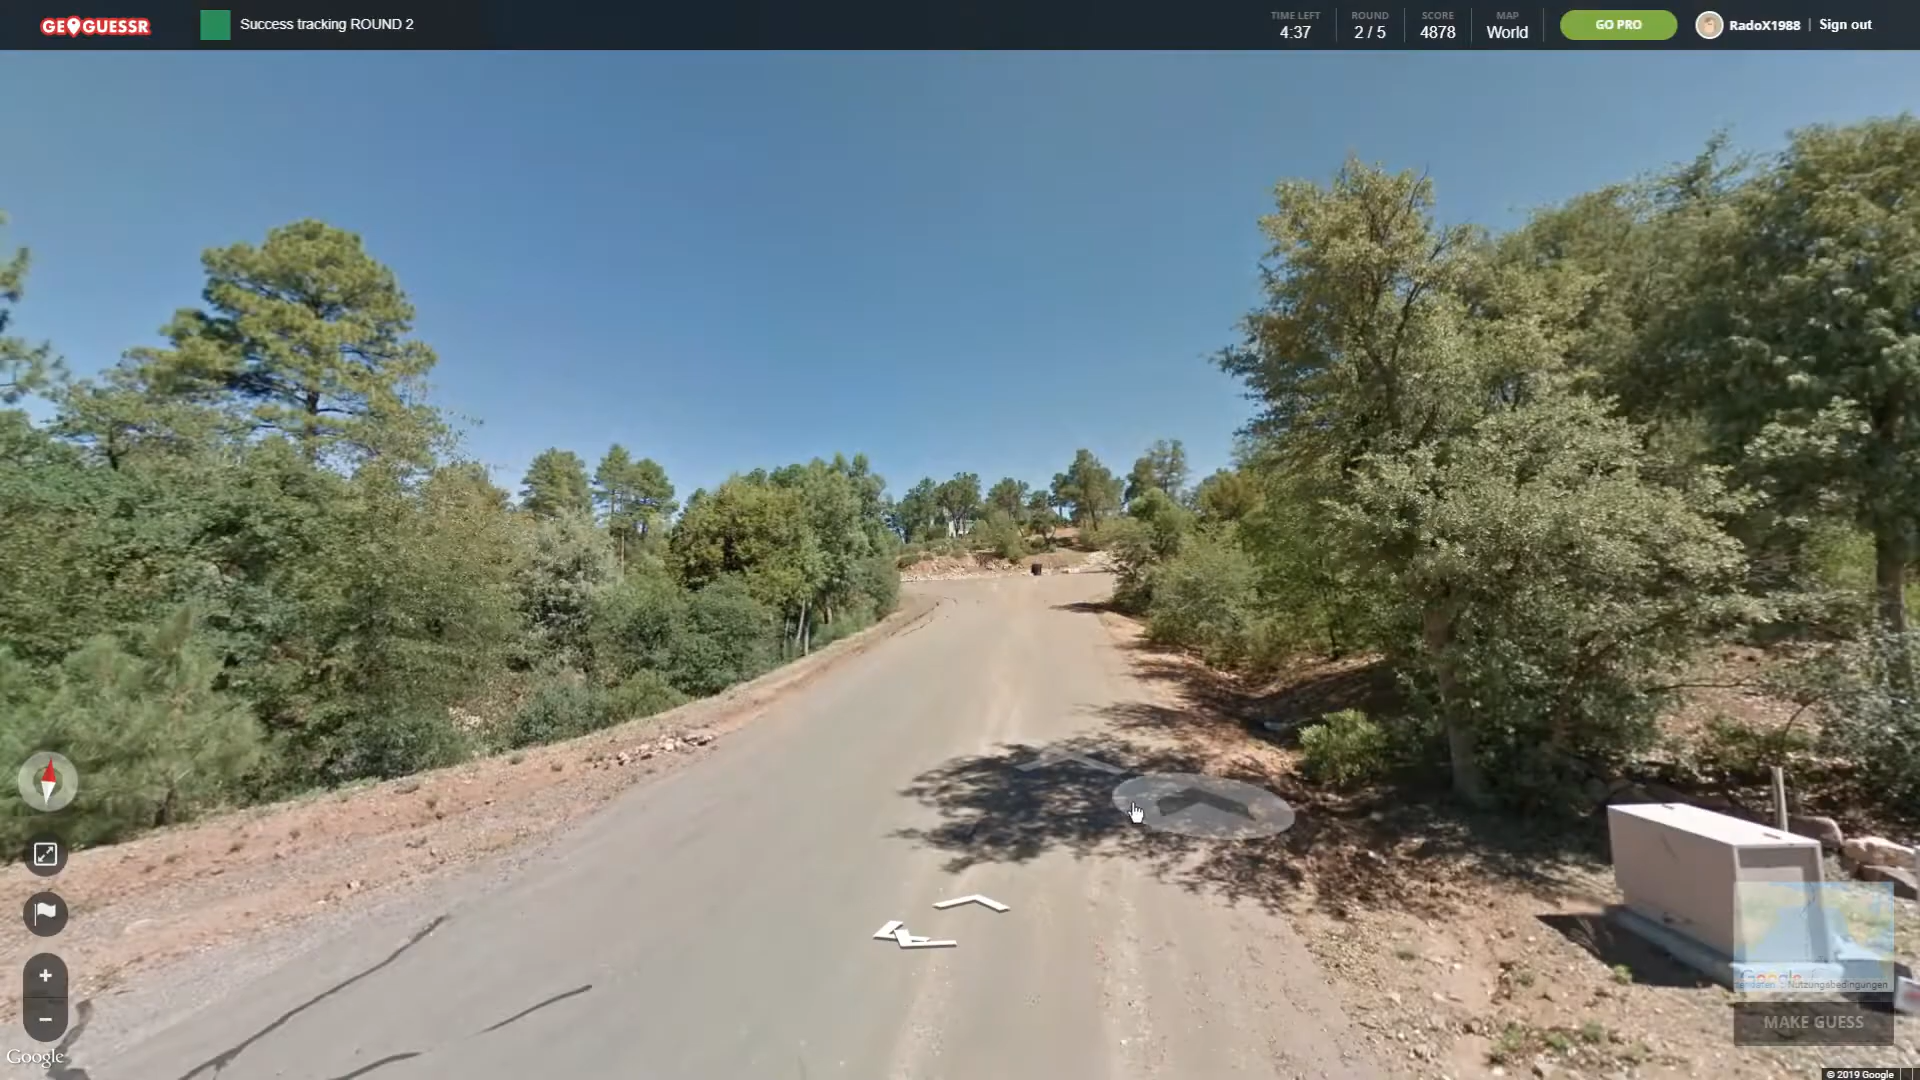 GEOGUESSR
Success tracking ROUND 2
TIME LEFT
4:37
ROUND
2 / 5
SCORE
4878
MAP
World
GO PRO
RadoX1988 | Sign out
+
−
Google
Google
Nutzungsbedingungen
MAKE GUESS
© 2019 Google